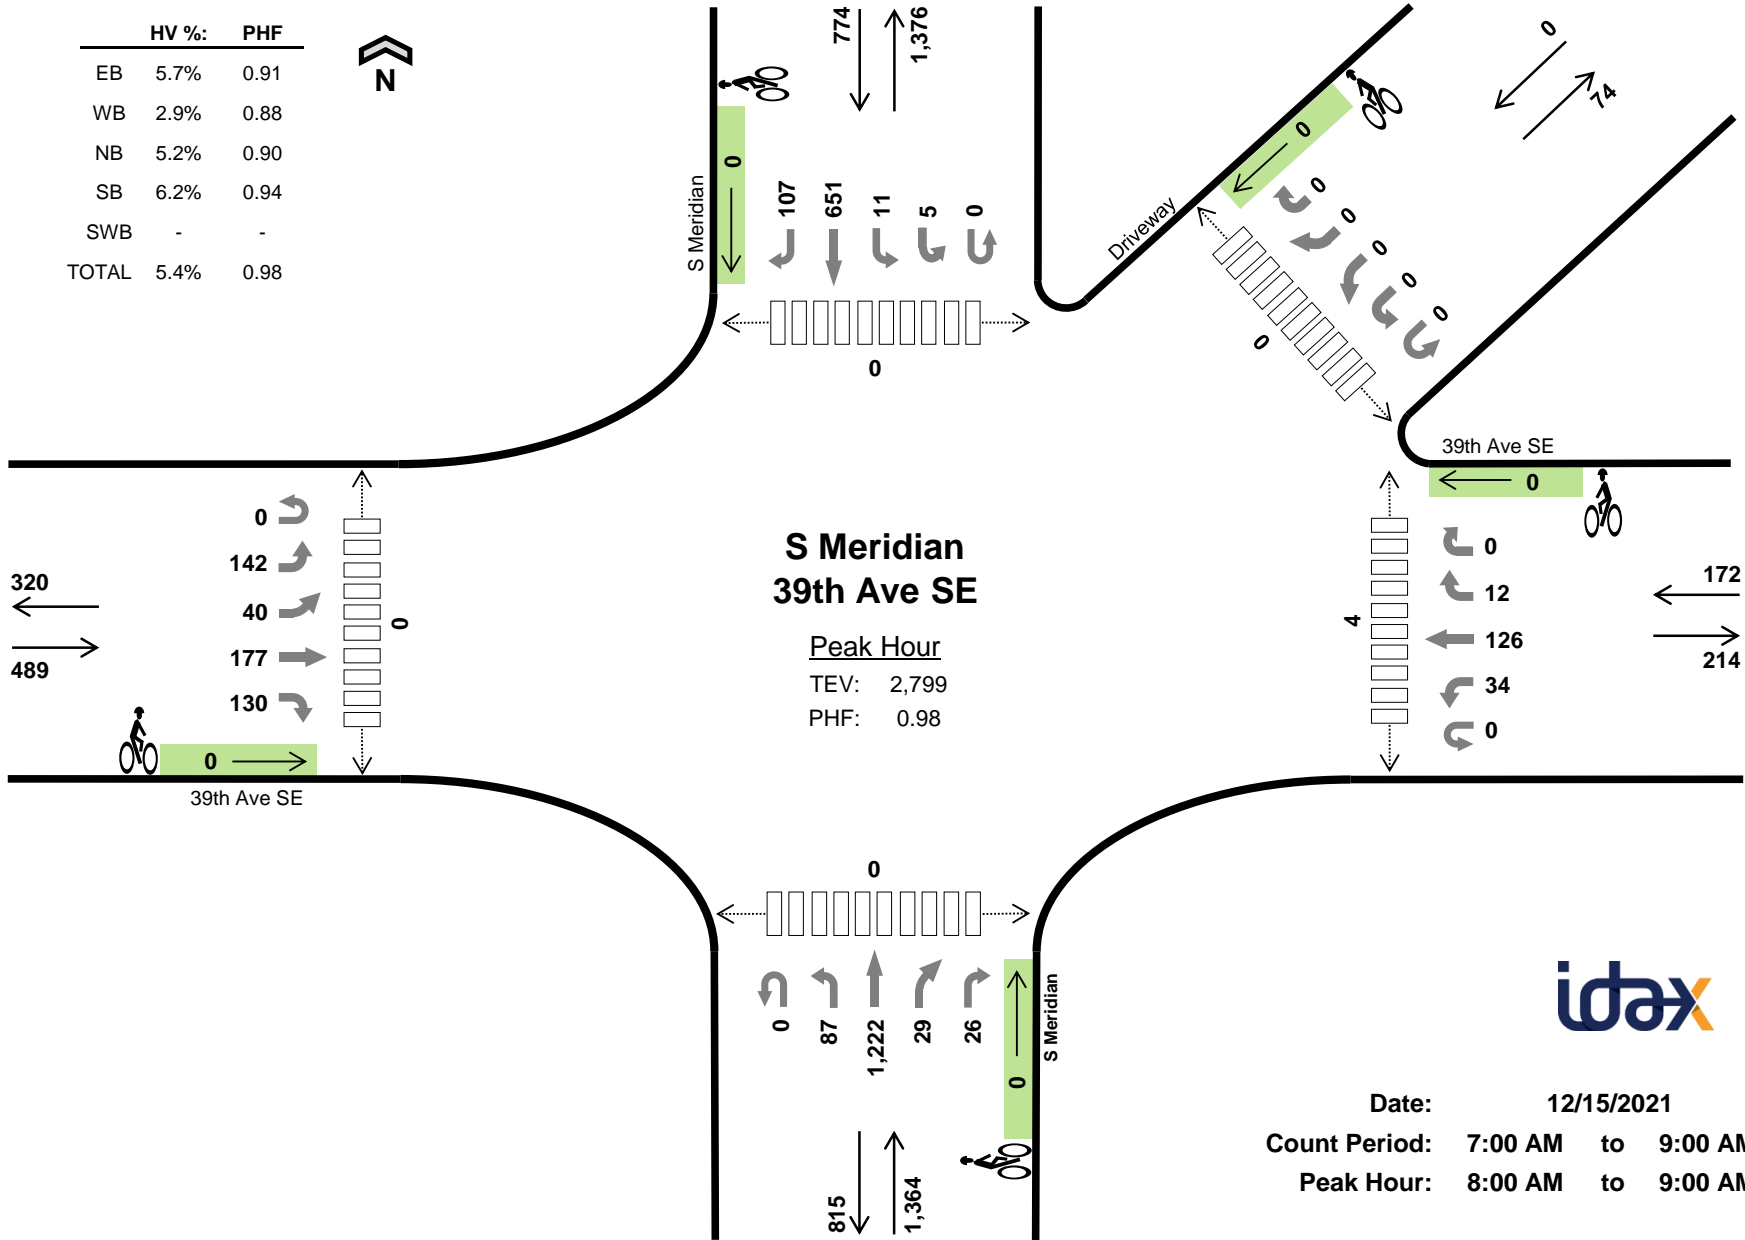 HV %: PHF
EB 5.7% 0.91
WB 2.9% 0.88
NB 5.2% 0.90
SB 6.2% 0.94
SWB - -
TOTAL 5.4% 0.98
N
774
1,376
0
74
S Meridian
0
107
651
11
5
0
0
Driveway
0
0
0
0
0
0
0
39th Ave SE
0
0
142
40
177
130
0
320
489
0
39th Ave SE
S Meridian
39th Ave SE
Peak Hour
TEV: 2,799
PHF: 0.98
4
0
12
126
34
0
172
214
0
0
87
1,222
29
26
0
S Meridian
815
1,364
idax
Date: 12/15/2021
Count Period: 7:00 AM to 9:00 AM
Peak Hour: 8:00 AM to 9:00 AM